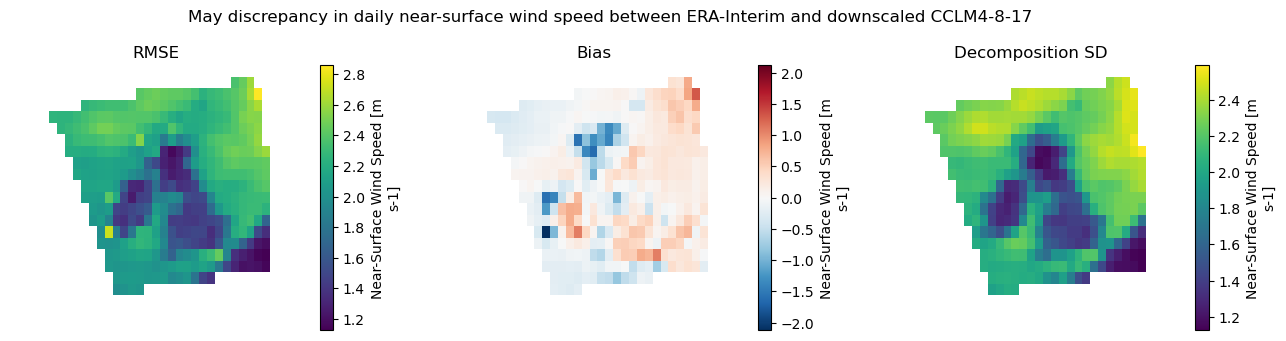 May discrepancy in daily near-surface wind speed between ERA-Interim and downscaled CCLM4-8-17
RMSE
2.8
2.6
2.4
2.2
2.0
1.8
1.6
1.4
1.2
Near-Surface Wind Speed [m
s-1]
Bias
2.0
1.5
1.0
0.5
0.0
−0.5
−1.0
−1.5
−2.0
Near-Surface Wind Speed [m
s-1]
Decomposition SD
2.4
2.2
2.0
1.8
1.6
1.4
1.2
Near-Surface Wind Speed [m
s-1]